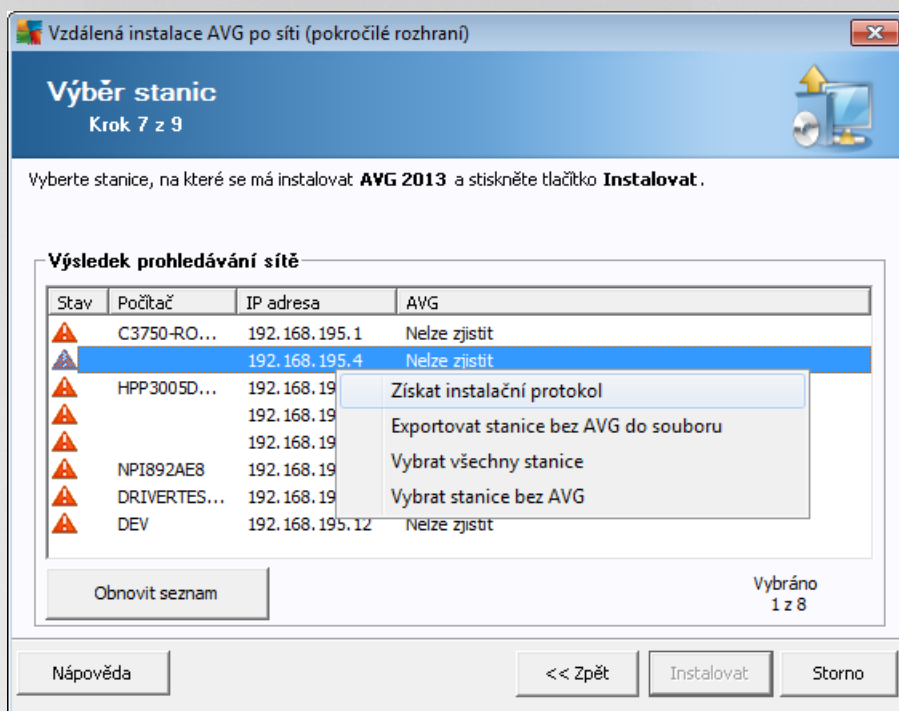 Vzdálená instalace AVG po síti (pokročilé rozhraní)
Výběr stanic
Krok 7 z 9
Vyberte stanice, na které se má instalovat AVG 2013 a stiskněte tlačítko Instalovat.
Výsledek prohledávání sítě
Stav Počítač IP adresa AVG
C3750-RO... 192.168.195.1 Nelze zjistit
192.168.195.4 Nelze zjistit
HPP3005D... 192.168.19
192.168.19
192.168.19
NPI892AE8 192.168.19
DRIVERTES... 192.168.19
DEV 192.168.195.12 Nelze zjistit
Získat instalační protokol
Exportovat stanice bez AVG do souboru
Vybrat všechny stanice
Vybrat stanice bez AVG
Obnovit seznam
Vybráno
1 z 8
Nápověda << Zpět Instalovat Storno